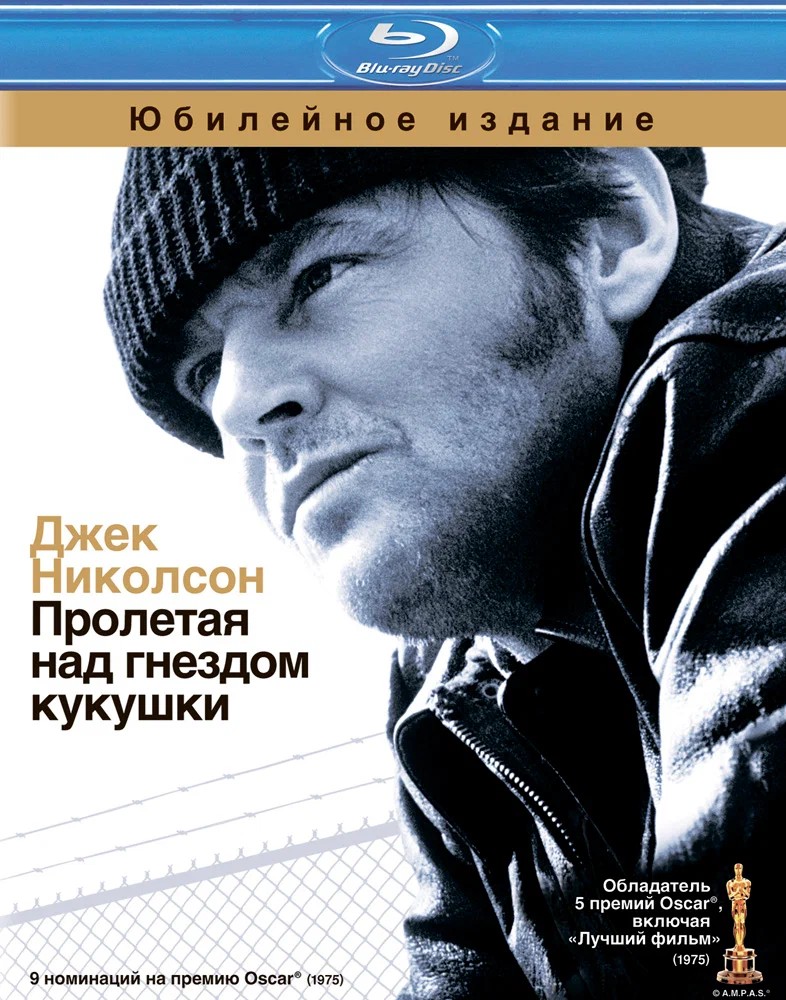 Blu-ray Disc™
Юбилейное издание
Джек
Николсон
Пролетая
над гнездом
кукушки
Обладатель
5 премий Oscar®,
включая
«Лучший фильм»
(1975)
9 номинаций на премию Oscar® (1975)
© A.M.P.A.S.®